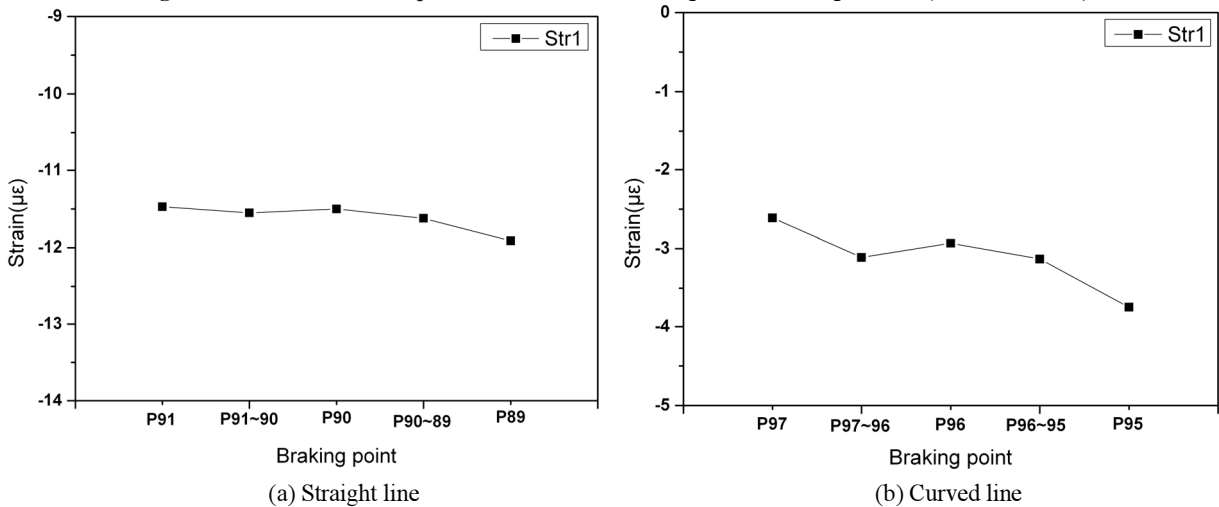 -9
-10
-11
-12
-13
-14
Strain(με)
Str1
P91
P91~90
P90
P90~89
P89
Braking point
(a) Straight line
0
-1
-2
-3
-4
-5
Strain(με)
Str1
P97
P97~96
P96
P96~95
P95
Braking point
(b) Curved line